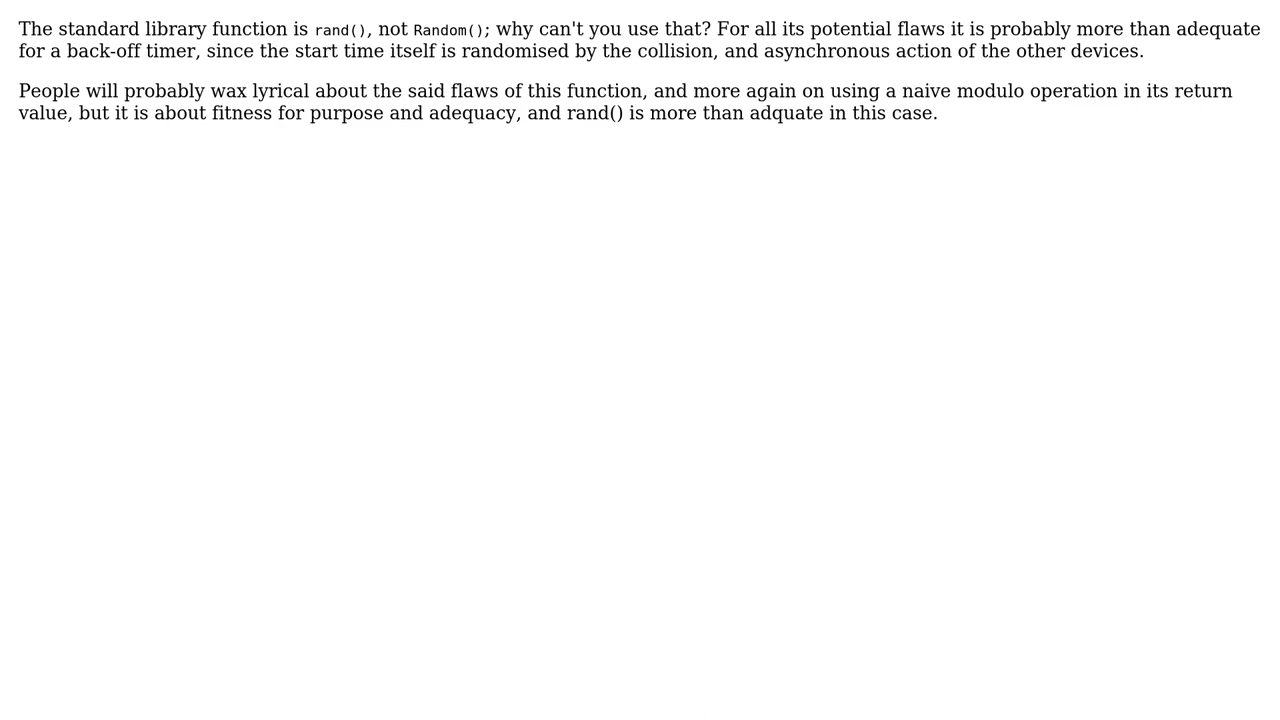 The standard library function is rand(), not Random(); why can't you use that? For all its potential flaws it is probably more than adequate
for a back-off timer, since the start time itself is randomised by the collision, and asynchronous action of the other devices.
People will probably wax lyrical about the said flaws of this function, and more again on using a naive modulo operation in its return
value, but it is about fitness for purpose and adequacy, and rand() is more than adquate in this case.